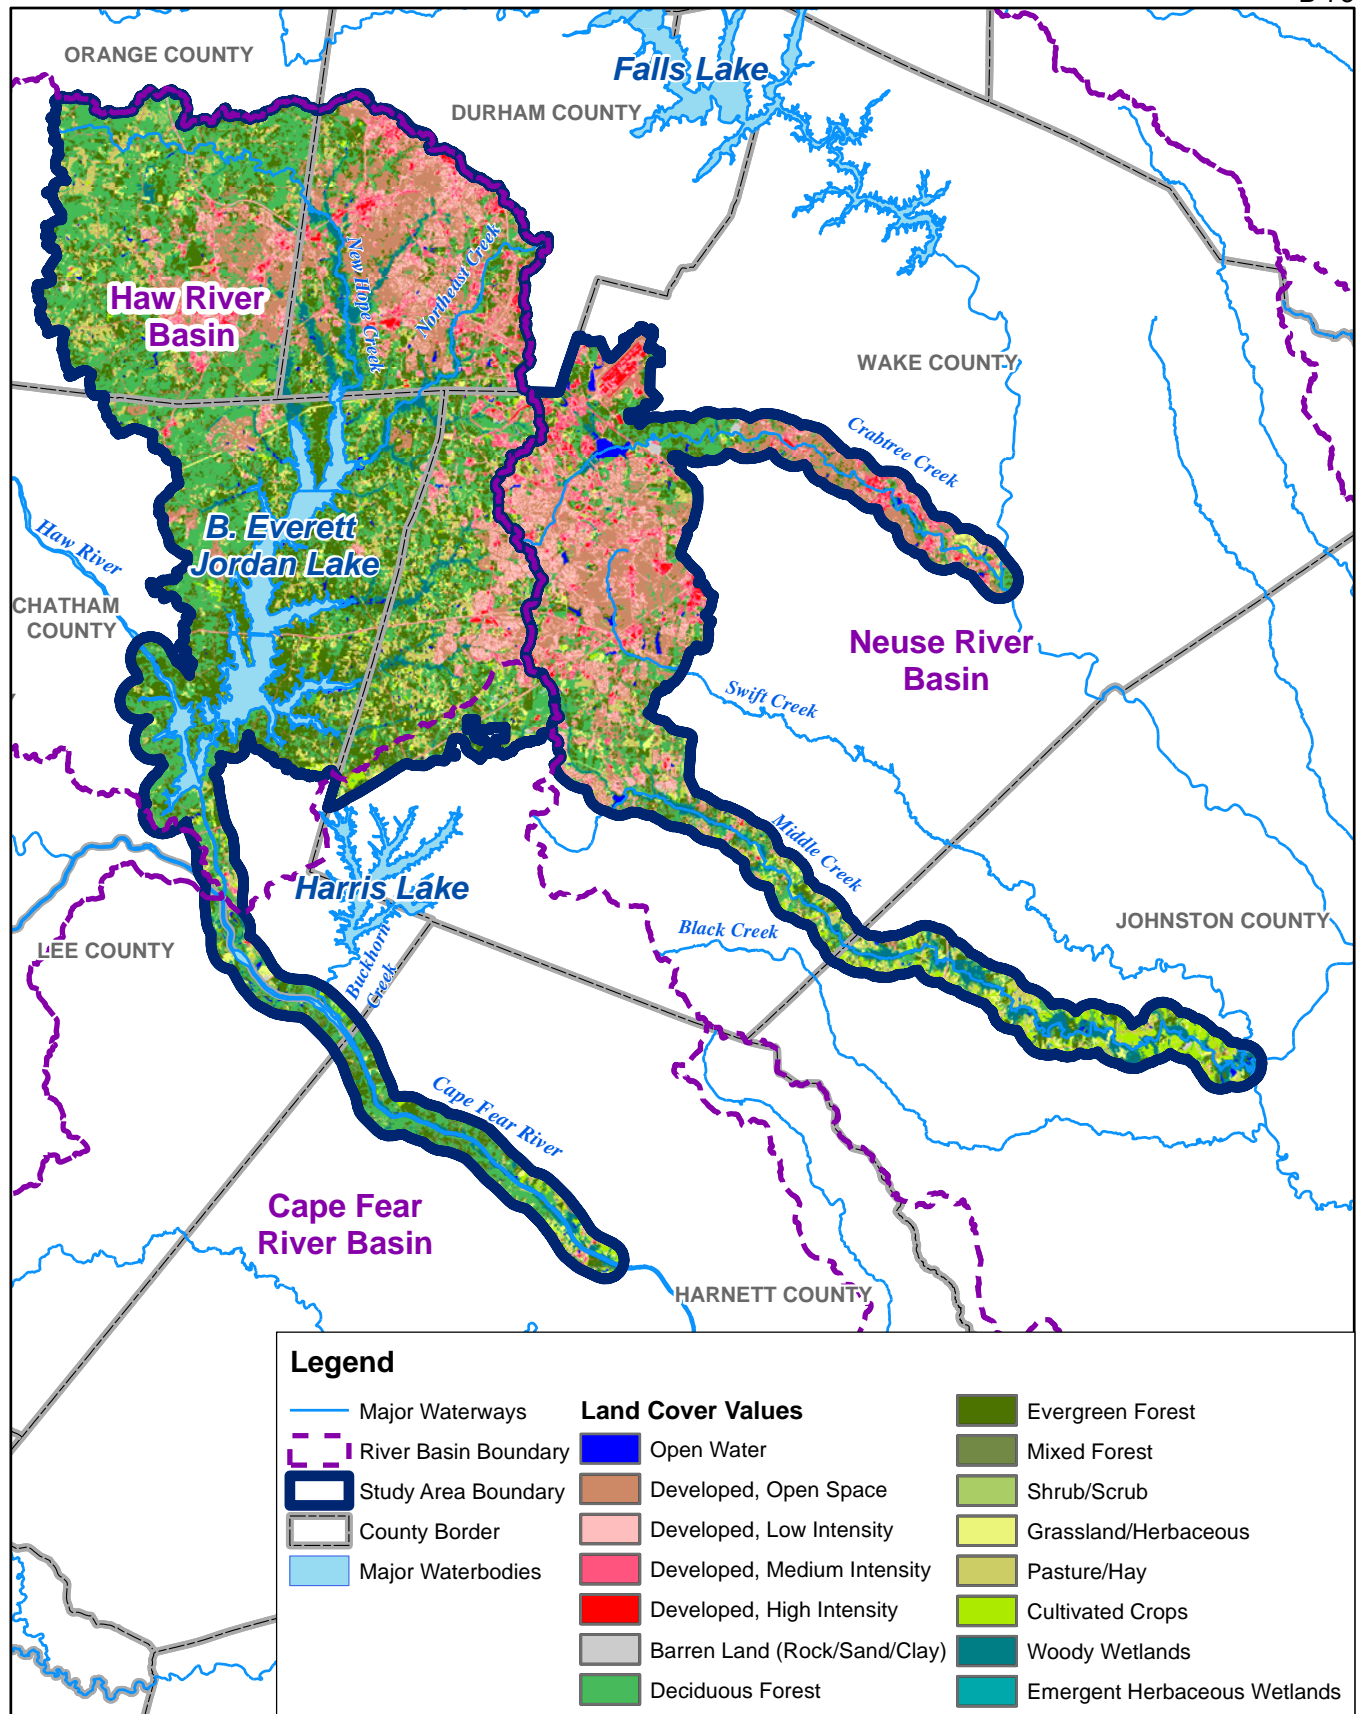 ORANGE COUNTY
Falls Lake
DURHAM COUNTY
New Hope Creek
Northeast Creek
Haw River
Basin
WAKE COUNTY
Crabtree Creek
Haw River
B. Everett
Jordan Lake
CHATHAM
COUNTY
Neuse River
Basin
Swift Creek
Middle Creek
Harris Lake
LEE COUNTY
Buckhorn
Creek
Black Creek
JOHNSTON COUNTY
Cape Fear River
Cape Fear
River Basin
HARNETT COUNTY
Legend
Major Waterways
River Basin Boundary
Study Area Boundary
County Border
Major Waterbodies
Land Cover Values
Open Water
Developed, Open Space
Developed, Low Intensity
Developed, Medium Intensity
Developed, High Intensity
Barren Land (Rock/Sand/Clay)
Deciduous Forest
Evergreen Forest
Mixed Forest
Shrub/Scrub
Grassland/Herbaceous
Pasture/Hay
Cultivated Crops
Woody Wetlands
Emergent Herbaceous Wetlands